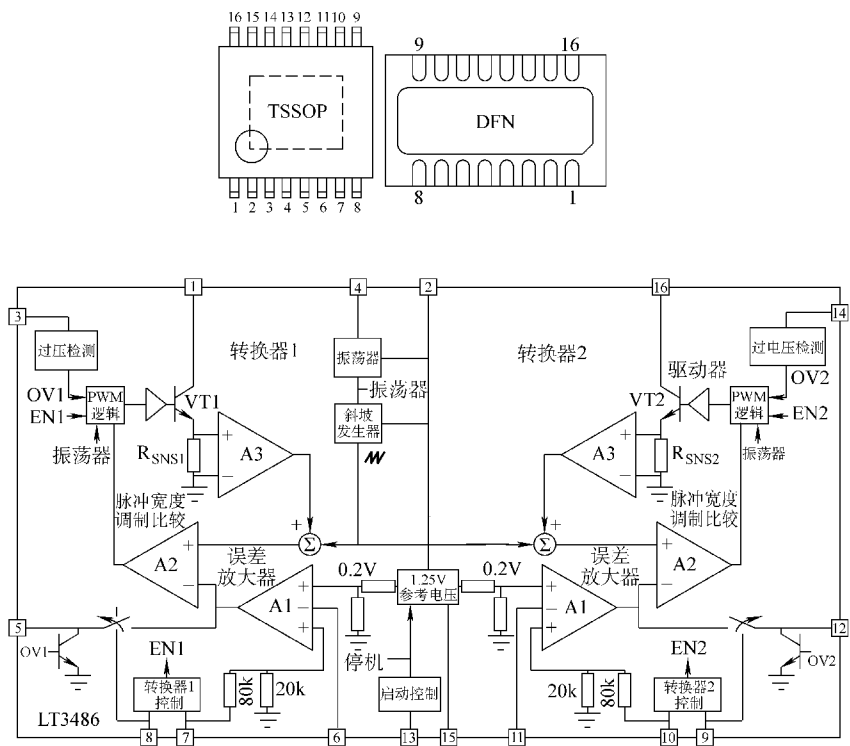 16 15 14 13 12 11 10 9
TSSOP
1 2 3 4 5 6 7 8
9 16
DFN
8 1
1 4 2 16
3 14
过压检测
转换器1
振荡器
转换器2
过电压检测
驱动器
OV1
OV2
PWM
逻辑
EN1
VT1
振荡器
VT2
PWM
逻辑
EN2
斜坡
发生器
振荡器
RSNS1
A3
A3
RSNS2
振荡器
脉冲宽度
调制比较
脉冲宽度
调制比较
+
−
+
−
+
Σ
+
Σ
+
−
A2
误差
放大器
误差
放大器
+
−
A2
0.2V
1.25V
参考电压
0.2V
A1
+
−
+
+
−
+
A1
5
12
OV1
EN1
停机
EN2
OV2
转换器1
控制
80k
20k
启动控制
20k
80k
转换器2
控制
LT3486
8 7 6 13 15 11 10 9